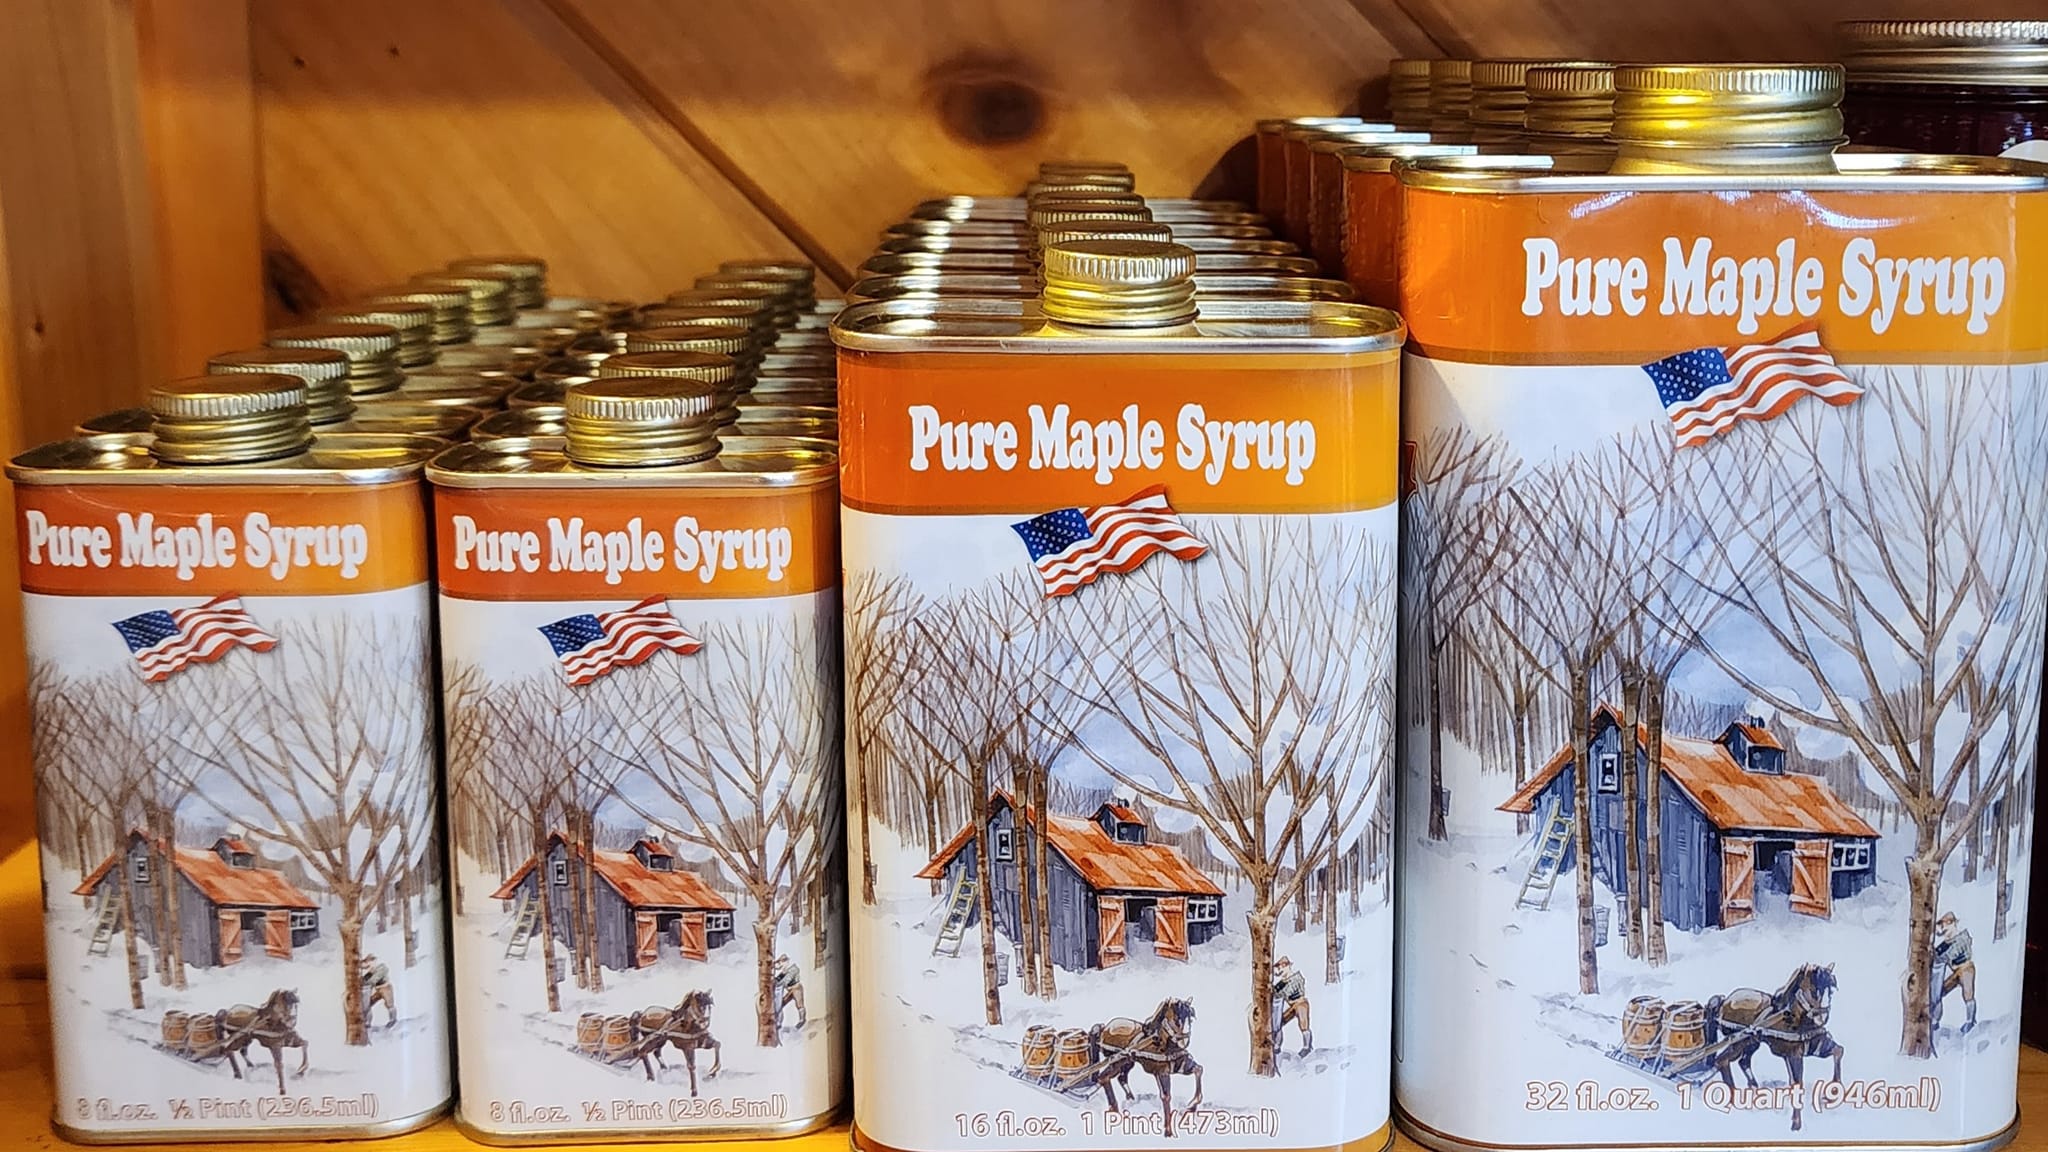 Pure Maple Syrup
8 fl.oz. ½ Pint (236.5ml)
Pure Maple Syrup
8 fl.oz. ½ Pint (236.5ml)
Pure Maple Syrup
16 fl.oz. 1 Pint (473ml)
Pure Maple Syrup
32 fl.oz. 1 Quart (946ml)